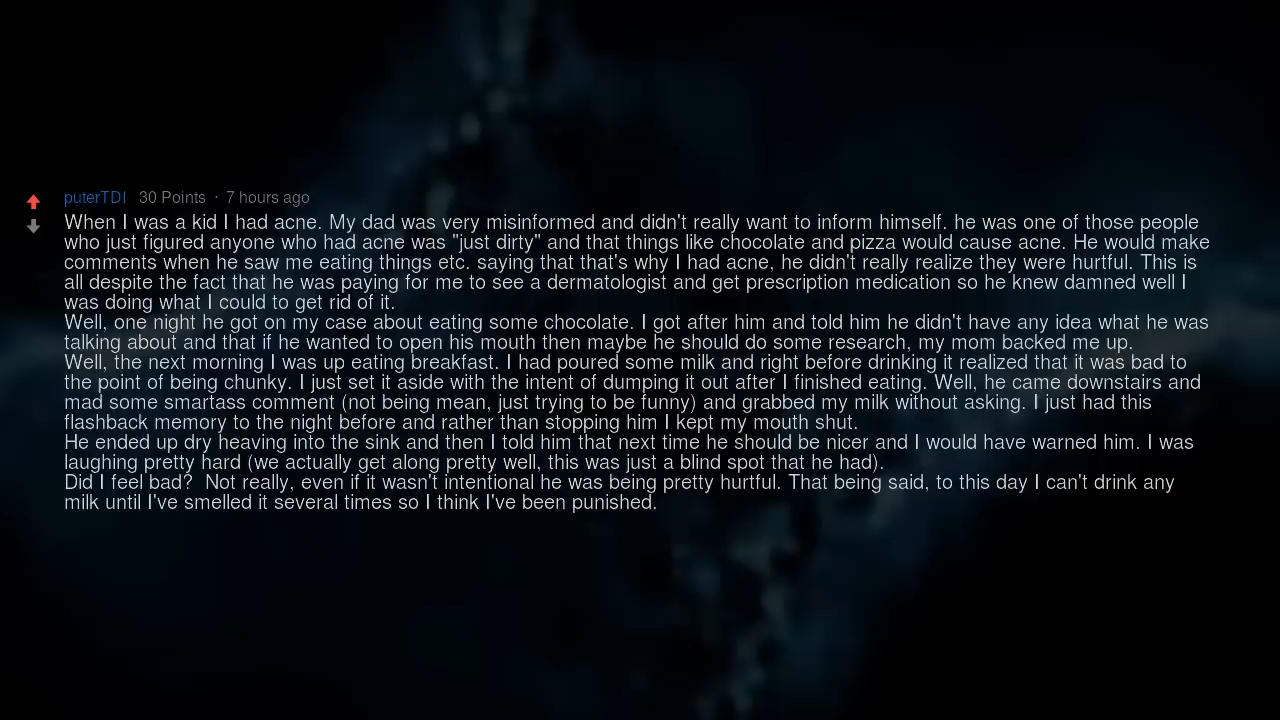 puterTDI 30 Points · 7 hours ago
When I was a kid I had acne. My dad was very misinformed and didn't really want to inform himself. he was one of those people
who just figured anyone who had acne was "just dirty" and that things like chocolate and pizza would cause acne. He would make
comments when he saw me eating things etc. saying that that's why I had acne, he didn't really realize they were hurtful. This is
all despite the fact that he was paying for me to see a dermatologist and get prescription medication so he knew damned well I
was doing what I could to get rid of it.
Well, one night he got on my case about eating some chocolate. I got after him and told him he didn't have any idea what he was
talking about and that if he wanted to open his mouth then maybe he should do some research, my mom backed me up.
Well, the next morning I was up eating breakfast. I had poured some milk and right before drinking it realized that it was bad to
the point of being chunky. I just set it aside with the intent of dumping it out after I finished eating. Well, he came downstairs and
mad some smartass comment (not being mean, just trying to be funny) and grabbed my milk without asking. I just had this
flashback memory to the night before and rather than stopping him I kept my mouth shut.
He ended up dry heaving into the sink and then I told him that next time he should be nicer and I would have warned him. I was
laughing pretty hard (we actually get along pretty well, this was just a blind spot that he had).
Did I feel bad?  Not really, even if it wasn't intentional he was being pretty hurtful. That being said, to this day I can't drink any
milk until I've smelled it several times so I think I've been punished.